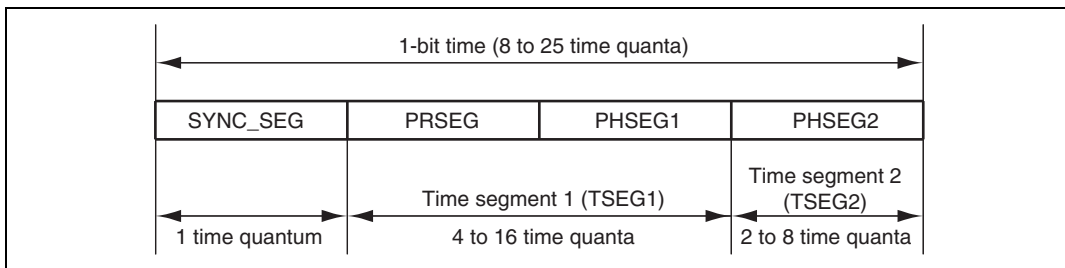 1-bit time (8 to 25 time quanta)
SYNC_SEG PRSEG PHSEG1 PHSEG2
Time segment 1 (TSEG1)
Time segment 2
(TSEG2)
1 time quantum 4 to 16 time quanta 2 to 8 time quanta